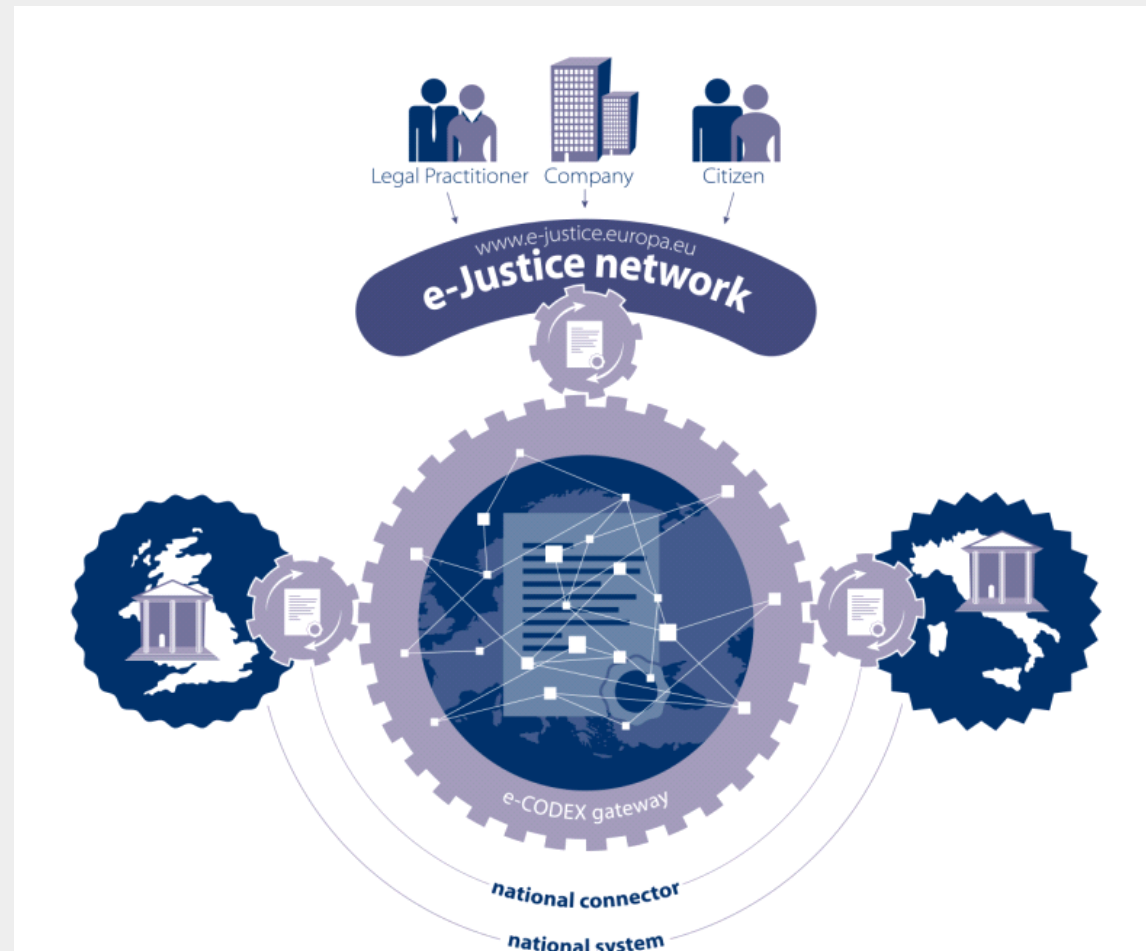 Legal Practitioner
Company
Citizen
www.e-justice.europa.eu
e-Justice network
e-CODEX gateway
national connector
national system